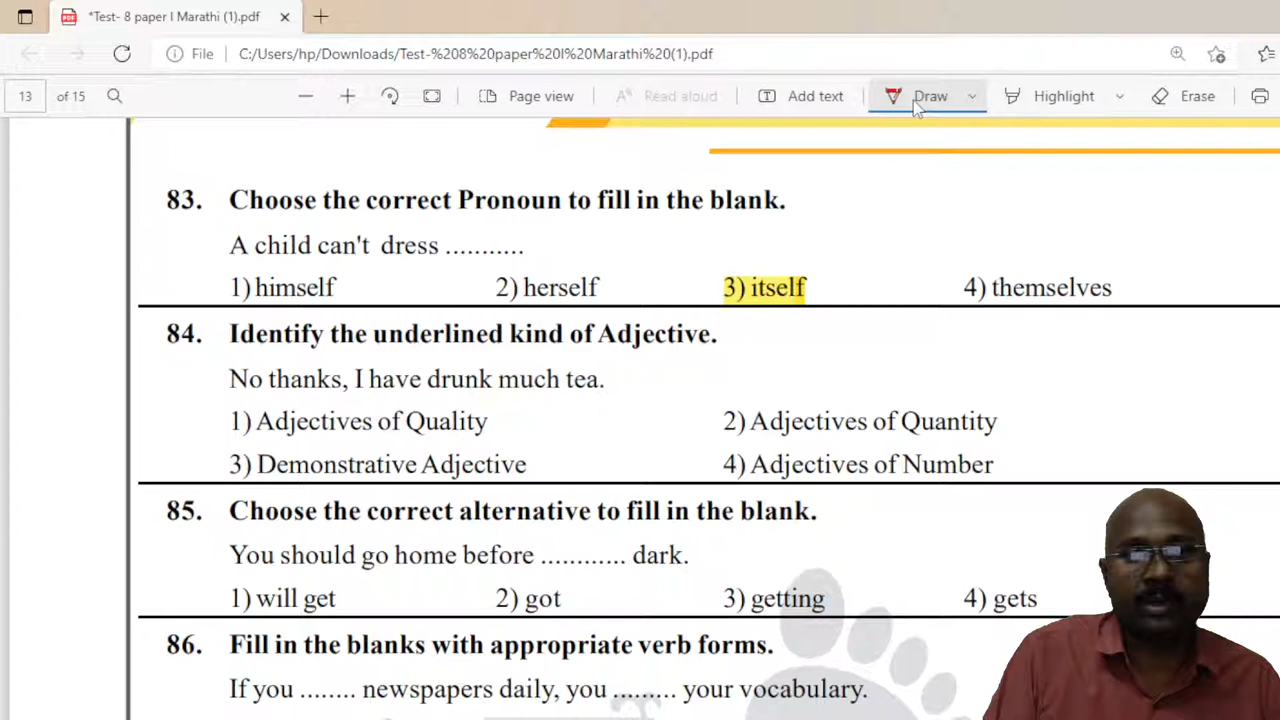 *Test- 8 paper I Marathi (1).pdf
File
C:/Users/hp/Downloads/Test-%208%20paper%20I%20Marathi%20(1).pdf
13
of 15
Page view
Read aloud
Add text
Draw
Highlight
Erase
83. Choose the correct Pronoun to fill in the blank.
A child can't dress ...........
1) himself 2) herself 3) itself 4) themselves
84. Identify the underlined kind of Adjective.
No thanks, I have drunk much tea.
1) Adjectives of Quality 2) Adjectives of Quantity
3) Demonstrative Adjective 4) Adjectives of Number
85. Choose the correct alternative to fill in the blank.
You should go home before ............ dark.
1) will get 2) got 3) getting 4) gets
86. Fill in the blanks with appropriate verb forms.
If you ........ newspapers daily, you ......... your vocabulary.